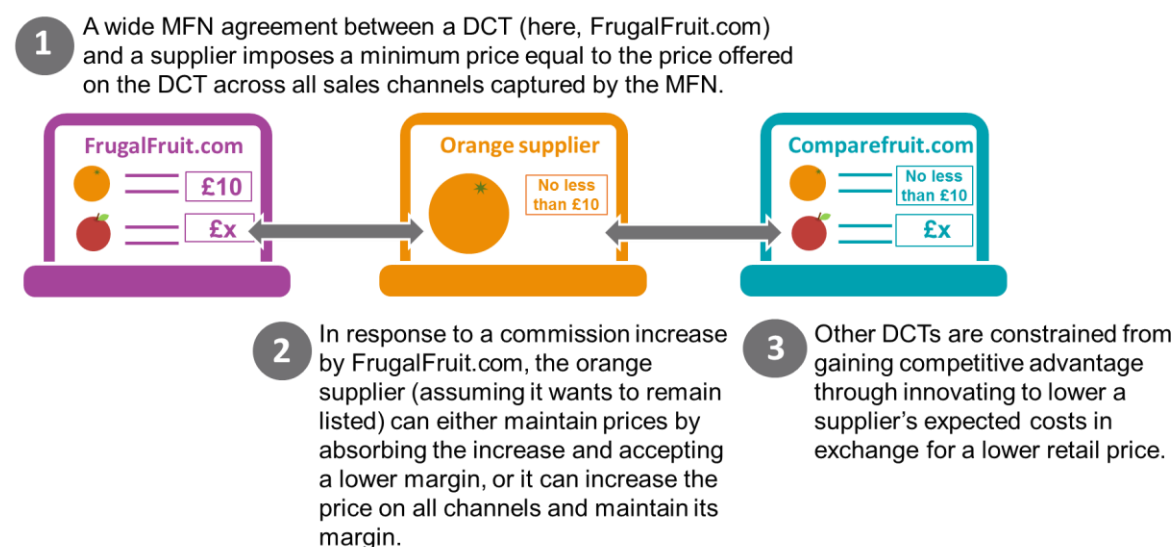 1
A wide MFN agreement between a DCT (here, FrugalFruit.com)
and a supplier imposes a minimum price equal to the price offered
on the DCT across all sales channels captured by the MFN.
FrugalFruit.com
£10
£x
Orange supplier
No less
than £10
Comparefruit.com
No less
than £10
£x
2
In response to a commission increase
by FrugalFruit.com, the orange
supplier (assuming it wants to remain
listed) can either maintain prices by
absorbing the increase and accepting
a lower margin, or it can increase the
price on all channels and maintain its
margin.
3
Other DCTs are constrained from
gaining competitive advantage
through innovating to lower a
supplier’s expected costs in
exchange for a lower retail price.